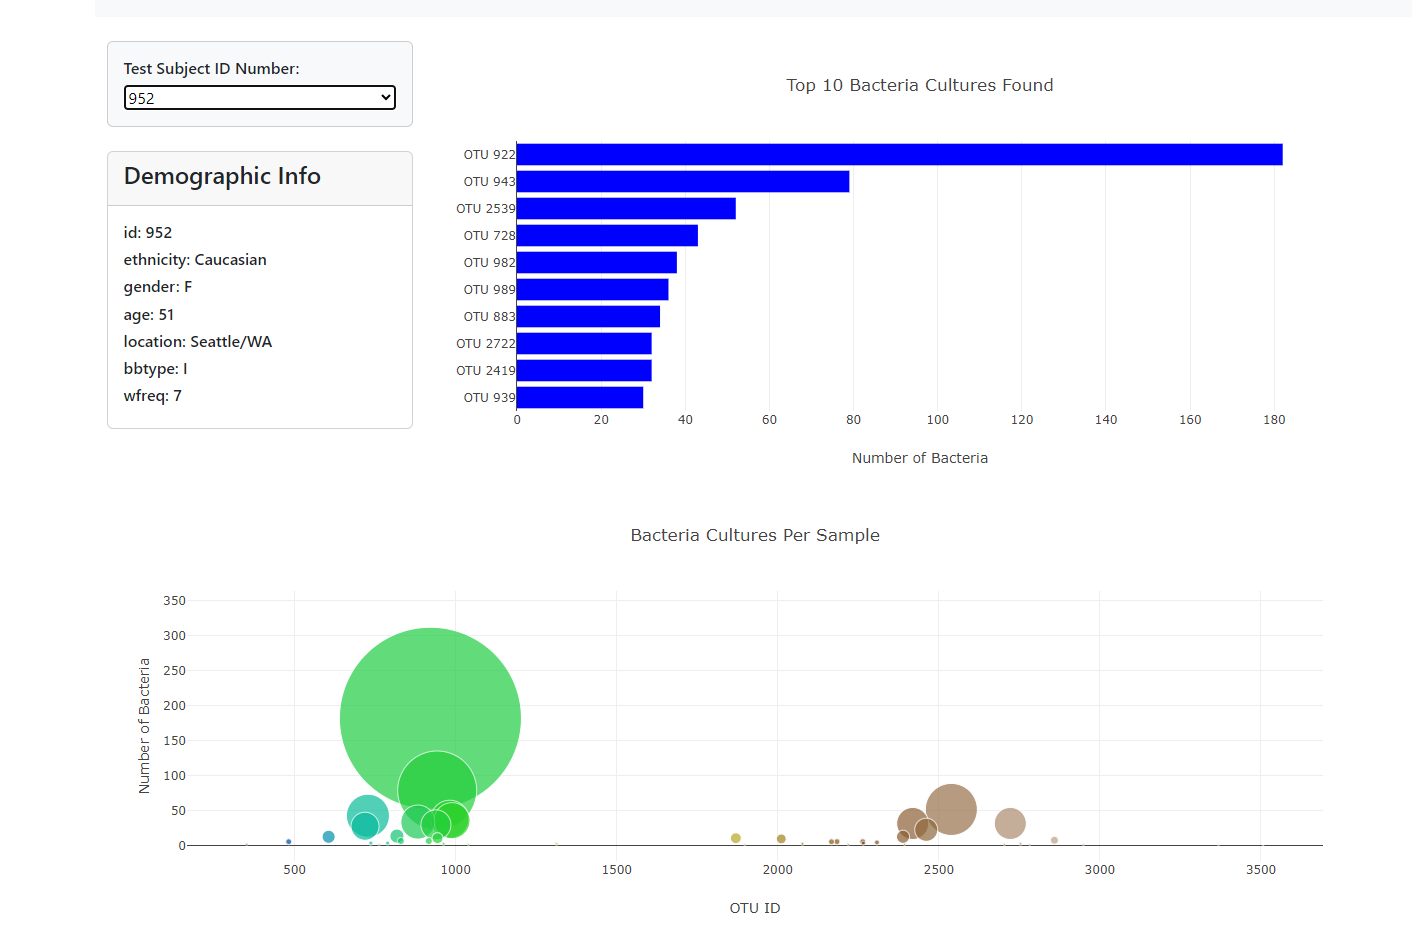 Test Subject ID Number:
952
Demographic Info
id: 952
ethnicity: Caucasian
gender: F
age: 51
location: Seattle/WA
bbtype: I
wfreq: 7
Top 10 Bacteria Cultures Found
OTU 922
OTU 943
OTU 2539
OTU 728
OTU 982
OTU 989
OTU 883
OTU 2722
OTU 2419
OTU 939
0 20 40 60 80 100 120 140 160 180
Number of Bacteria
Bacteria Cultures Per Sample
Number of Bacteria
350
300
250
200
150
100
50
0
500 1000 1500 2000 2500 3000 3500
OTU ID